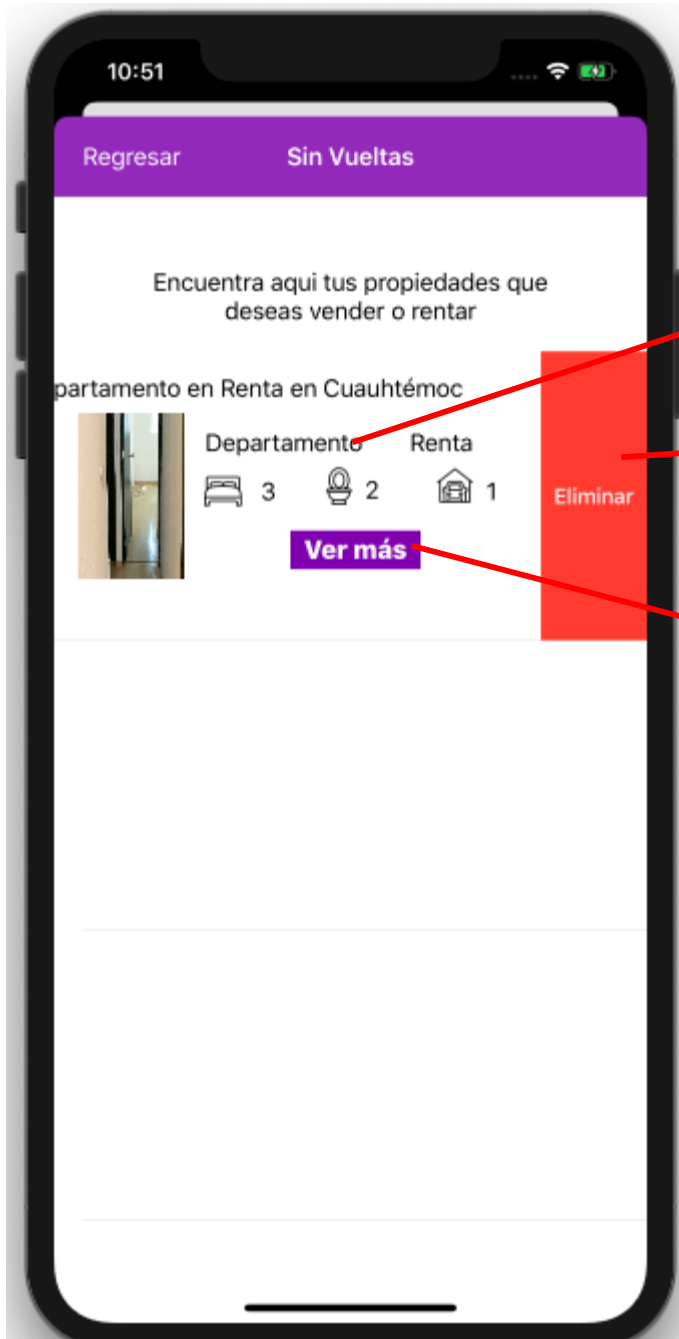 10:51
Regresar Sin Vueltas
Encuentra aqui tus propiedades que
deseas vender o rentar
partamento en Renta en Cuauhtémoc
Departamento Renta
3 2 1
Eliminar
Ver más